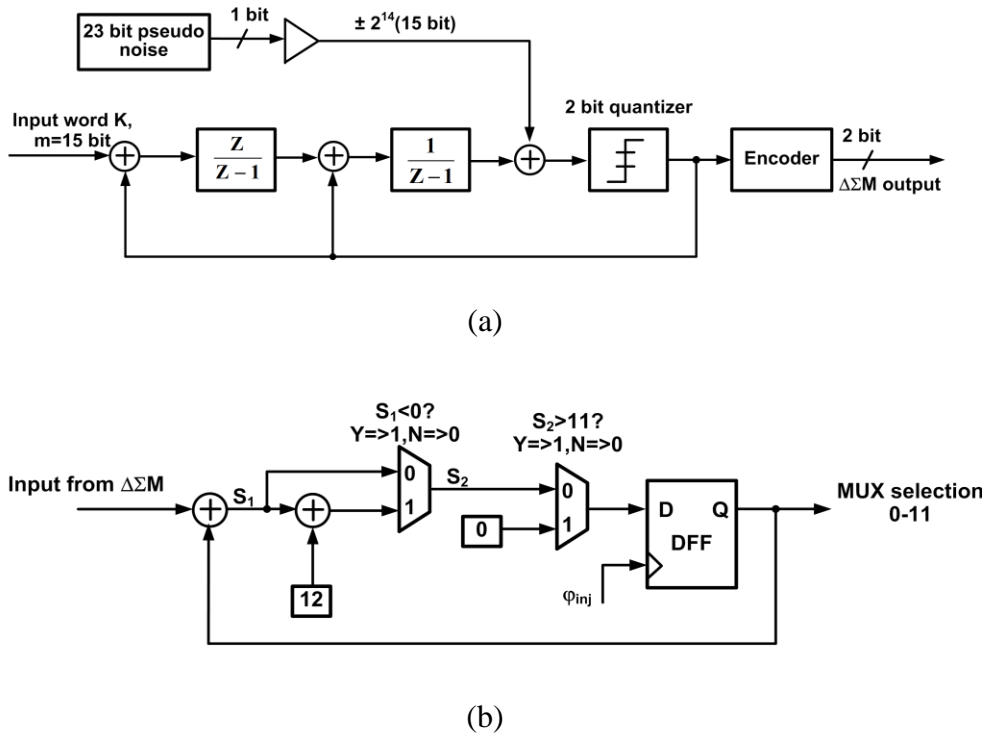 23 bit pseudo
noise
1 bit
± 2¹⁴(15 bit)
Input word K,
m=15 bit
+
Z
Z − 1
+
1
Z − 1
+
2 bit quantizer
Encoder
2 bit
ΔΣM output
(a)
S₁<0?
Y=>1,N=>0
S₂>11?
Y=>1,N=>0
Input from ΔΣM
+
S₁
+
12
0
1
S₂
0
0
1
D
Q
DFF
φinj
MUX selection
0-11
(b)